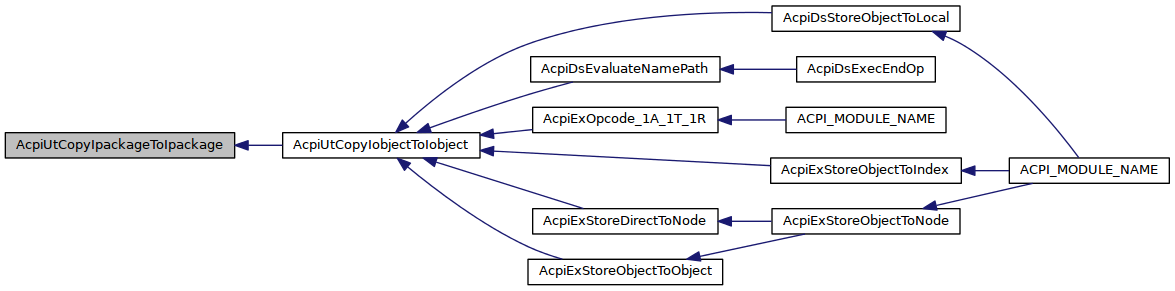 AcpiUtCopyIpackageToIpackage
AcpiUtCopyIobjectToIobject
AcpiDsStoreObjectToLocal
AcpiDsEvaluateNamePath
AcpiDsExecEndOp
AcpiExOpcode_1A_1T_1R
ACPI_MODULE_NAME
AcpiExStoreObjectToIndex
ACPI_MODULE_NAME
AcpiExStoreDirectToNode
AcpiExStoreObjectToNode
AcpiExStoreObjectToObject